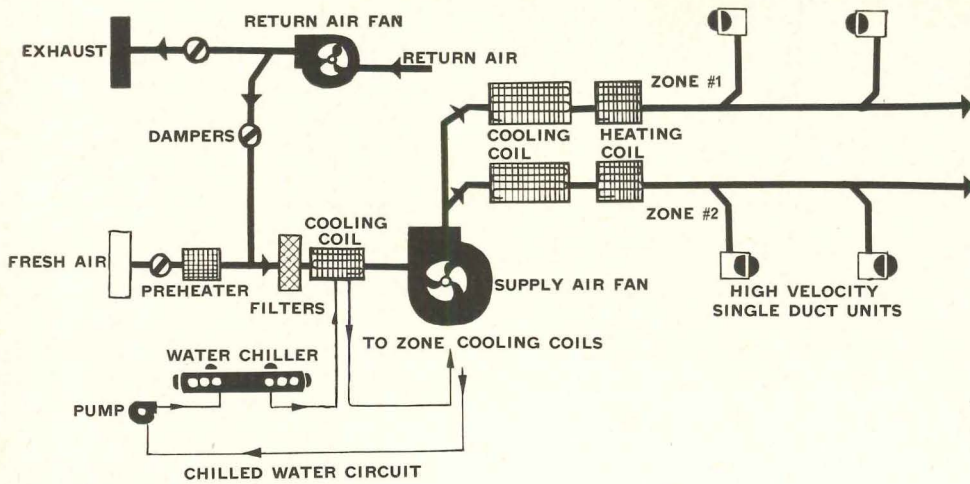 RETURN AIR FAN
EXHAUST
RETURN AIR
ZONE #1
DAMPERS
COOLING
COIL
HEATING
COIL
COOLING
COIL
ZONE #2
FRESH AIR
PREHEATER
FILTERS
SUPPLY AIR FAN
HIGH VELOCITY
SINGLE DUCT UNITS
TO ZONE COOLING COILS
WATER CHILLER
PUMP
CHILLED WATER CIRCUIT